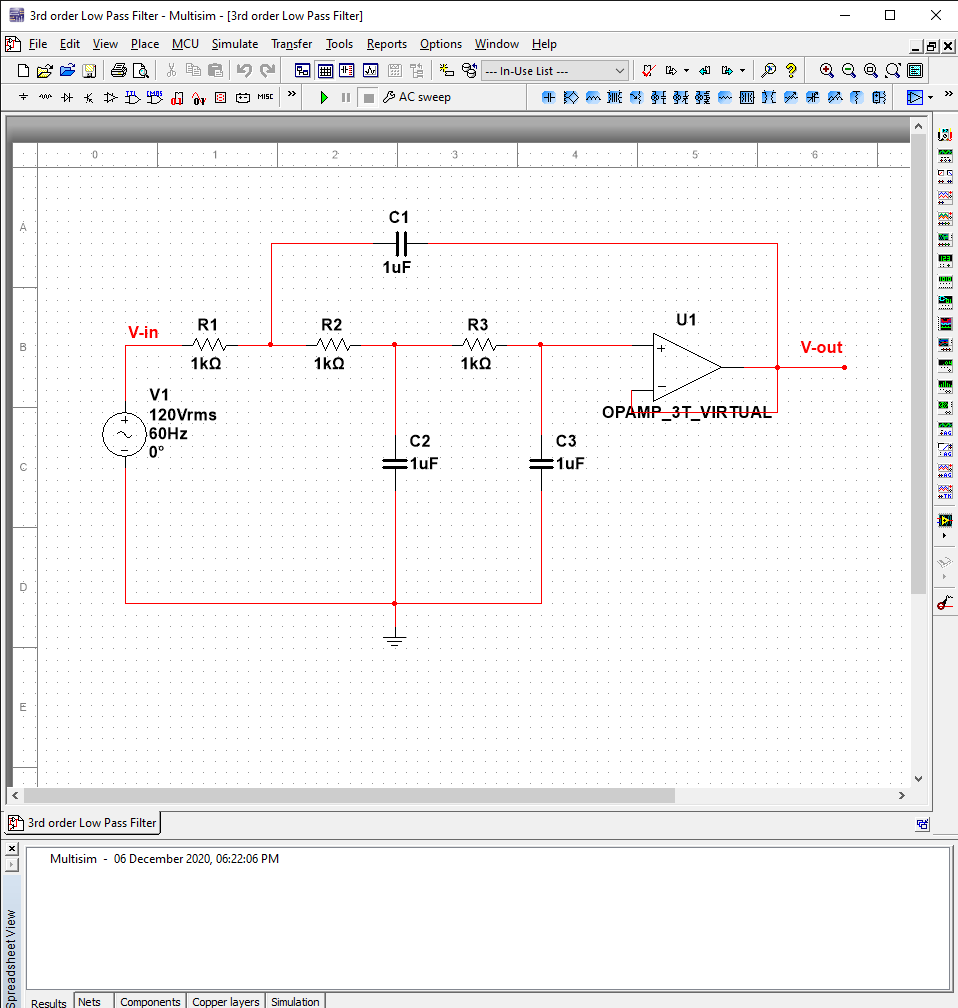 3rd order Low Pass Filter - Multisim - [3rd order Low Pass Filter]
File Edit View Place MCU Simulate Transfer Tools Reports Options Window Help
--- In-Use List ---
MISC
AC sweep
0 1 2 3 4 5 6
A
C1
1uF
B
V-in
R1
1kΩ
R2
1kΩ
R3
1kΩ
U1
V-out
OPAMP_3T_VIRTUAL
V1
120Vrms
60Hz
0°
C
C2
1uF
C3
1uF
D
E
3rd order Low Pass Filter
Multisim - 06 December 2020, 06:22:06 PM
Spreadsheet View
Results Nets Components Copper layers Simulation